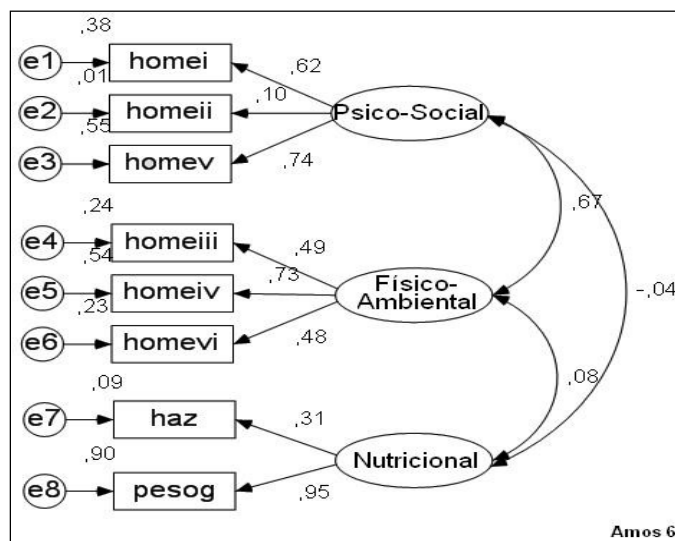 ,38
e1 homei ,62
,01
e2 homeii ,10 Psico-Social
,55
e3 homev ,74
,67
,24
e4 homeiii ,49
,54
e5 homeiv ,73 Físico-
Ambiental
-,04
,23
e6 homevi ,48
,08
,09
e7 haz ,31
,90
Nutricional
e8 pesog ,95
Amos 6